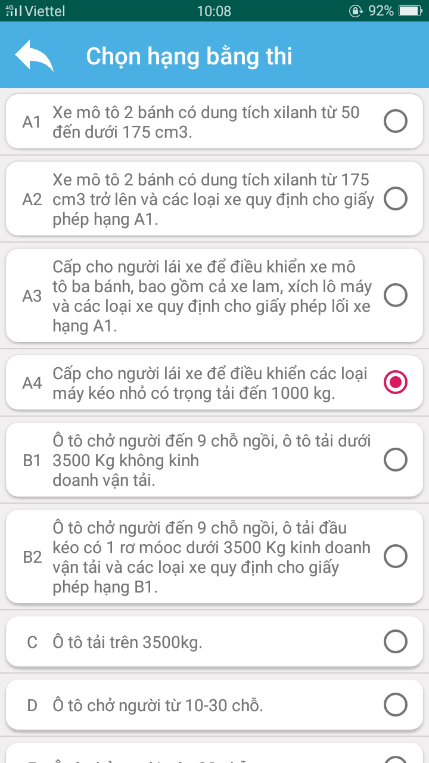 4G Viettel 10:08 92%
Chọn hạng bằng thi
Xe mô tô 2 bánh có dung tích xilanh từ 50
A1
đến dưới 175 cm3.
Xe mô tô 2 bánh có dung tích xilanh từ 175
A2 cm3 trở lên và các loại xe quy định cho giấy
phép hạng A1.
Cấp cho người lái xe để điều khiển xe mô
tô ba bánh, bao gồm cả xe lam, xích lô máy
A3
và các loại xe quy định cho giấy phép lối xe
hạng A1.
Cấp cho người lái xe để điều khiển các loại
A4
máy kéo nhỏ có trọng tải đến 1000 kg.
Ô tô chở người đến 9 chỗ ngồi, ô tô tải dưới
B1 3500 Kg không kinh
doanh vận tải.
Ô tô chở người đến 9 chỗ ngồi, ô tải đầu
kéo có 1 rơ móoc dưới 3500 Kg kinh doanh
B2
vận tải và các loại xe quy định cho giấy
phép hạng B1.
C Ô tô tải trên 3500kg.
D Ô tô chở người từ 10-30 chỗ.